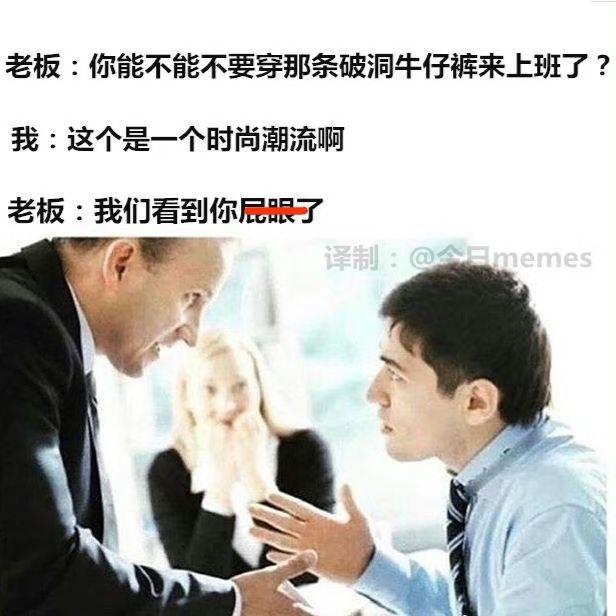 老板：你能不能不要穿那条破洞牛仔裤来上班了？
我：这个是一个时尚潮流啊
老板：我们看到你屁眼了
译制：@今日memes